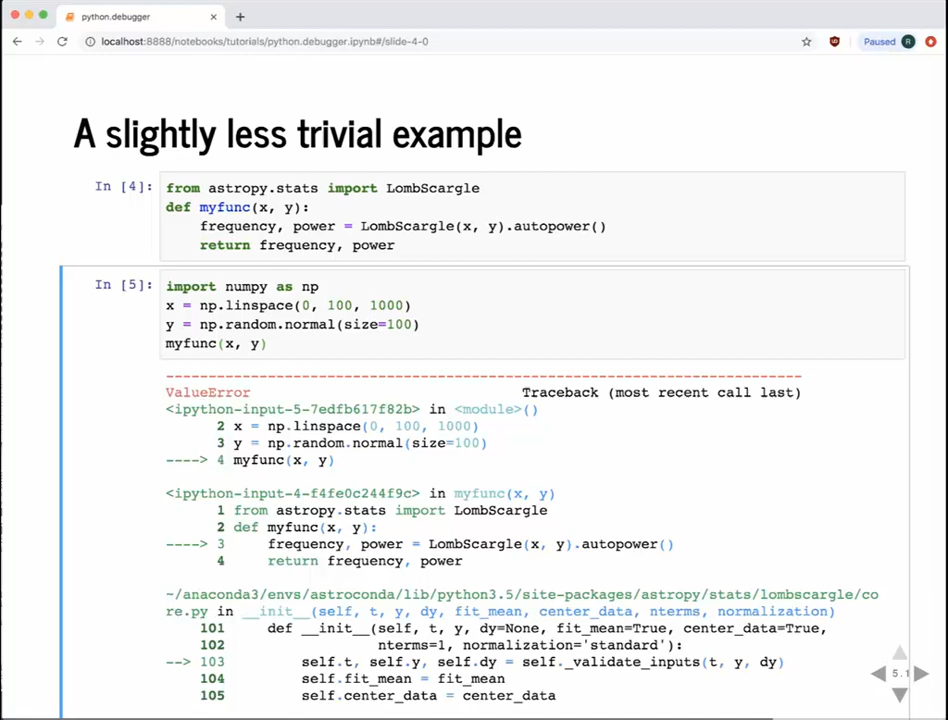 python.debugger
localhost:8888/notebooks/tutorials/python.debugger.ipynb#/slide-4-0
Paused R
A slightly less trivial example
In [4]: from astropy.stats import LombScargle
def myfunc(x, y):
    frequency, power = LombScargle(x, y).autopower()
    return frequency, power
In [5]: import numpy as np
x = np.linspace(0, 100, 1000)
y = np.random.normal(size=100)
myfunc(x, y)
---------------------------------------------------------------------------
ValueError                                Traceback (most recent call last)
<ipython-input-5-7edfb617f82b> in <module>()
      2 x = np.linspace(0, 100, 1000)
      3 y = np.random.normal(size=100)
----> 4 myfunc(x, y)
<ipython-input-4-f4fe0c244f9c> in myfunc(x, y)
      1 from astropy.stats import LombScargle
      2 def myfunc(x, y):
----> 3     frequency, power = LombScargle(x, y).autopower()
      4     return frequency, power
~/anaconda3/envs/astroconda/lib/python3.5/site-packages/astropy/stats/lombscargle/co
re.py in __init__(self, t, y, dy, fit_mean, center_data, nterms, normalization)
    101     def __init__(self, t, y, dy=None, fit_mean=True, center_data=True,
    102                  nterms=1, normalization='standard'):
--> 103         self.t, self.y, self.dy = self._validate_inputs(t, y, dy)
    104         self.fit_mean = fit_mean
    105         self.center_data = center_data
5.1